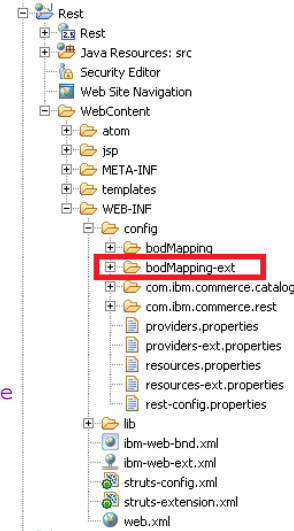 Rest
Rest
Java Resources: src
Security Editor
Web Site Navigation
WebContent
atom
jsp
META-INF
templates
WEB-INF
config
bodMapping
bodMapping-ext
com.ibm.commerce.catalog
com.ibm.commerce.rest
providers.properties
providers-ext.properties
resources.properties
resources-ext.properties
e
rest-config.properties
lib
ibm-web-bnd.xml
ibm-web-ext.xml
struts-config.xml
struts-extension.xml
web.xml